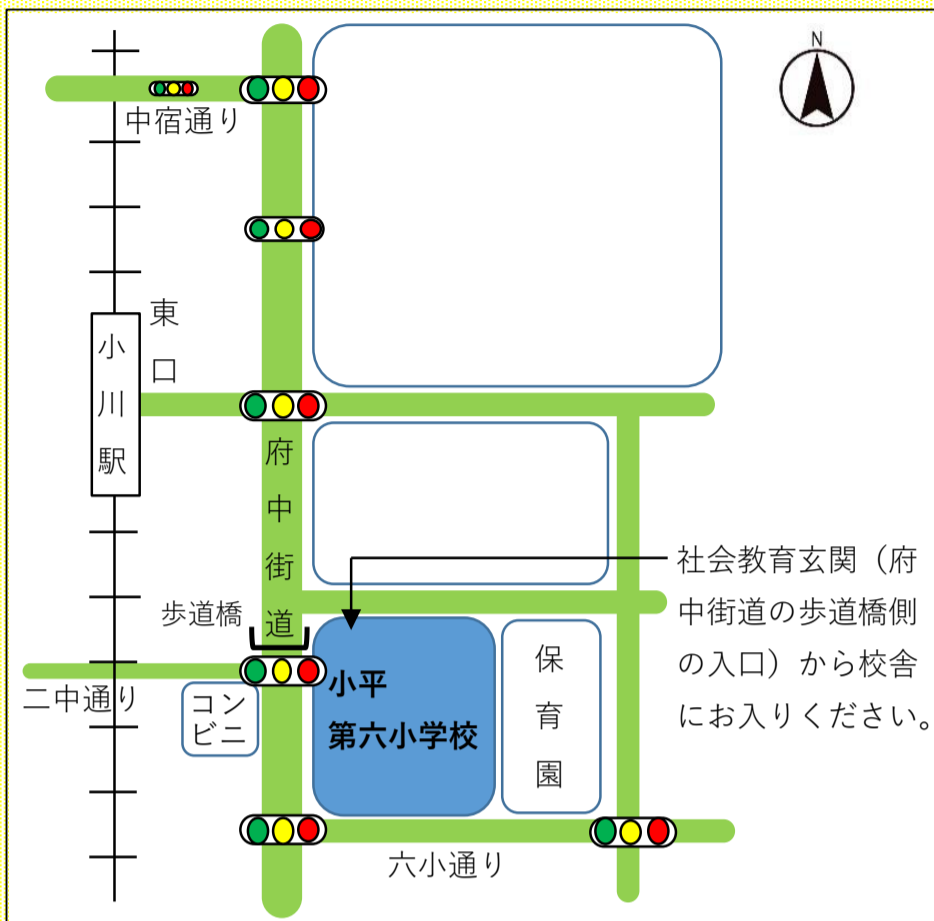 N
中宿通り
東口
小川駅
府中街道
歩道橋
社会教育玄関（府
中街道の歩道橋側
の入口）から校舎
にお入りください。
二中通り
コン
ビニ
小平
第六小学校
保育園
六小通り